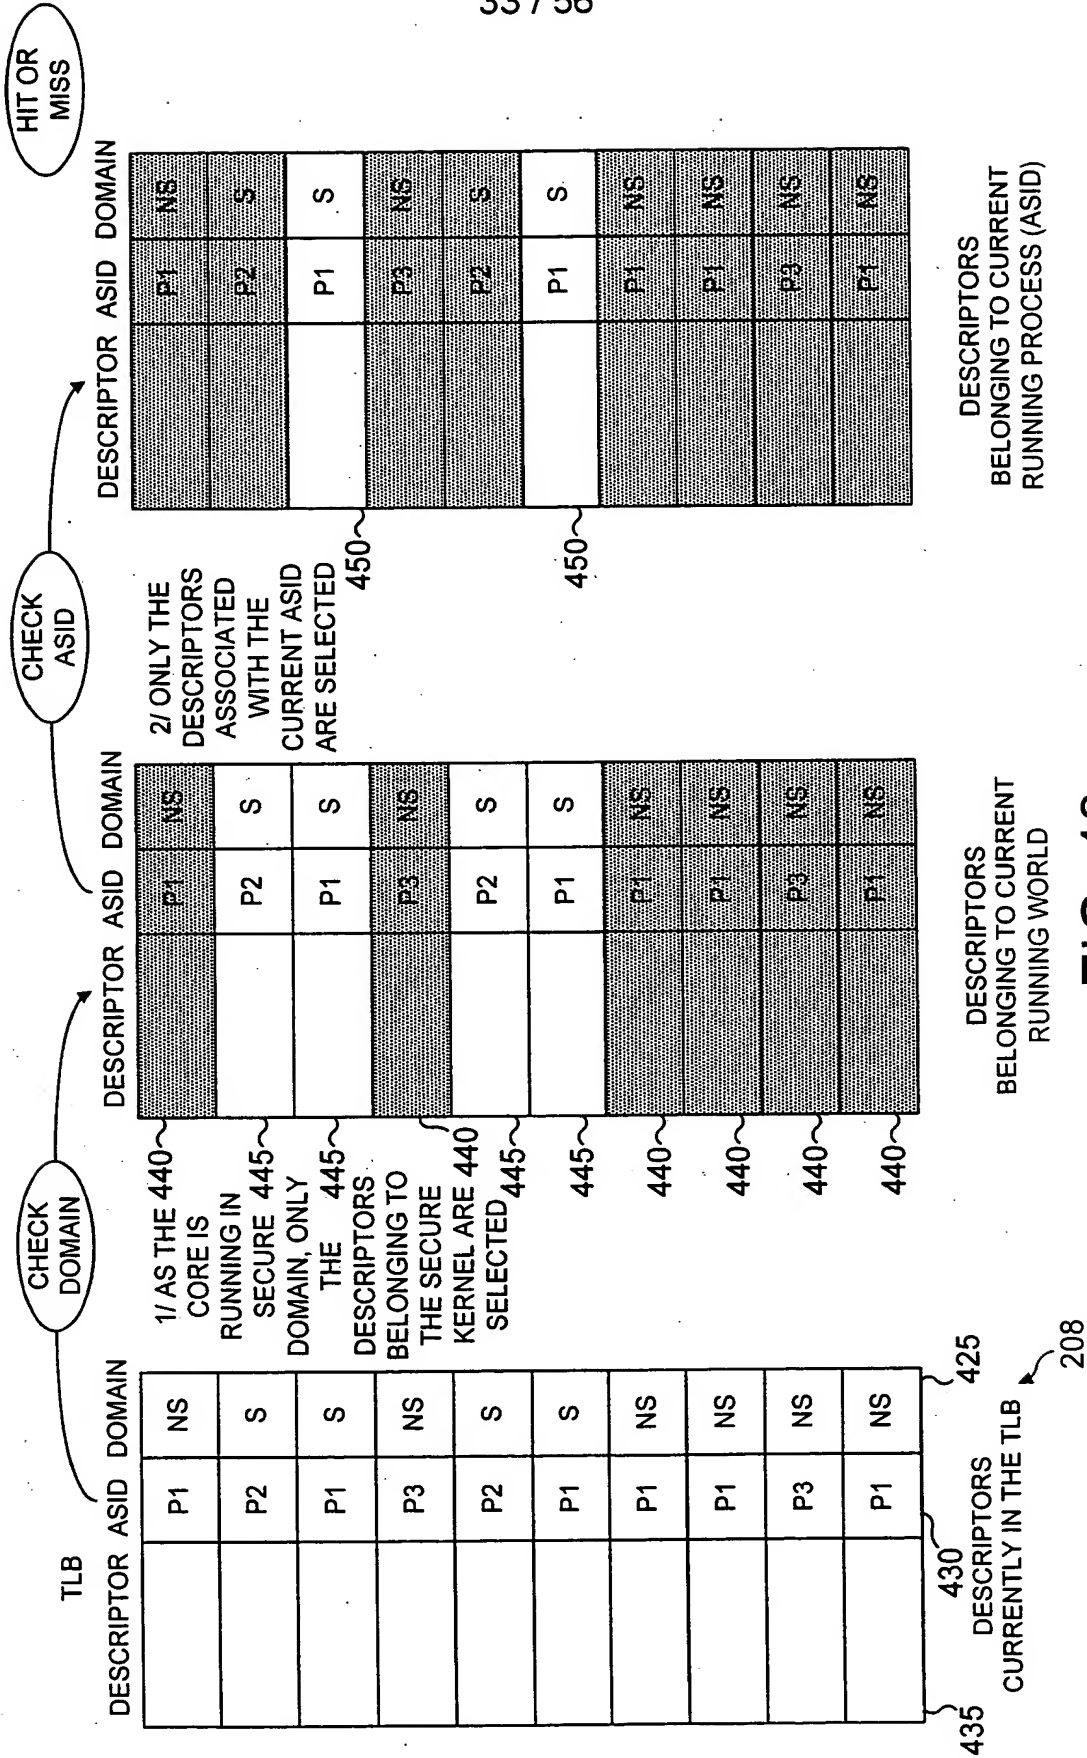 33 / 56
HIT OR
MISS
CHECK
ASID
CHECK
DOMAIN
TLB
DESCRIPTOR ASID DOMAIN
P1 NS
P2 S
P1 S
P3 NS
P2 S
P1 S
P1 NS
P1 NS
P3 NS
P1 NS
435
430
425
DESCRIPTORS
CURRENTLY IN THE TLB
208
1/ AS THE
CORE IS
RUNNING IN
SECURE
DOMAIN, ONLY
THE
DESCRIPTORS
BELONGING TO
THE SECURE
KERNEL ARE
SELECTED
440
445
445
440
445
445
440
440
440
440
DESCRIPTOR ASID DOMAIN
P1 NS
P2 S
P1 S
P3 NS
P2 S
P1 S
P1 NS
P1 NS
P3 NS
P1 NS
DESCRIPTORS
BELONGING TO CURRENT
RUNNING WORLD
2/ ONLY THE
DESCRIPTORS
ASSOCIATED
WITH THE
CURRENT ASID
ARE SELECTED
450
450
DESCRIPTOR ASID DOMAIN
P1 NS
P2 S
P1 S
P3 NS
P2 S
P1 S
P1 NS
P1 NS
P3 NS
P1 NS
DESCRIPTORS
BELONGING TO CURRENT
RUNNING PROCESS (ASID)